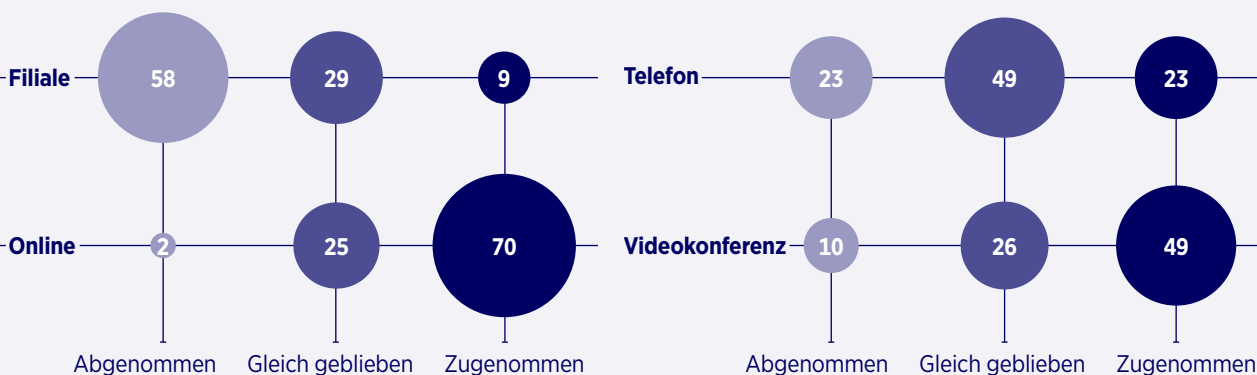 Filiale 58 29 9
Telefon 23 49 23
Online 2 25 70
Videokonferenz 10 26 49
Abgenommen Gleich geblieben Zugenommen
Abgenommen Gleich geblieben Zugenommen